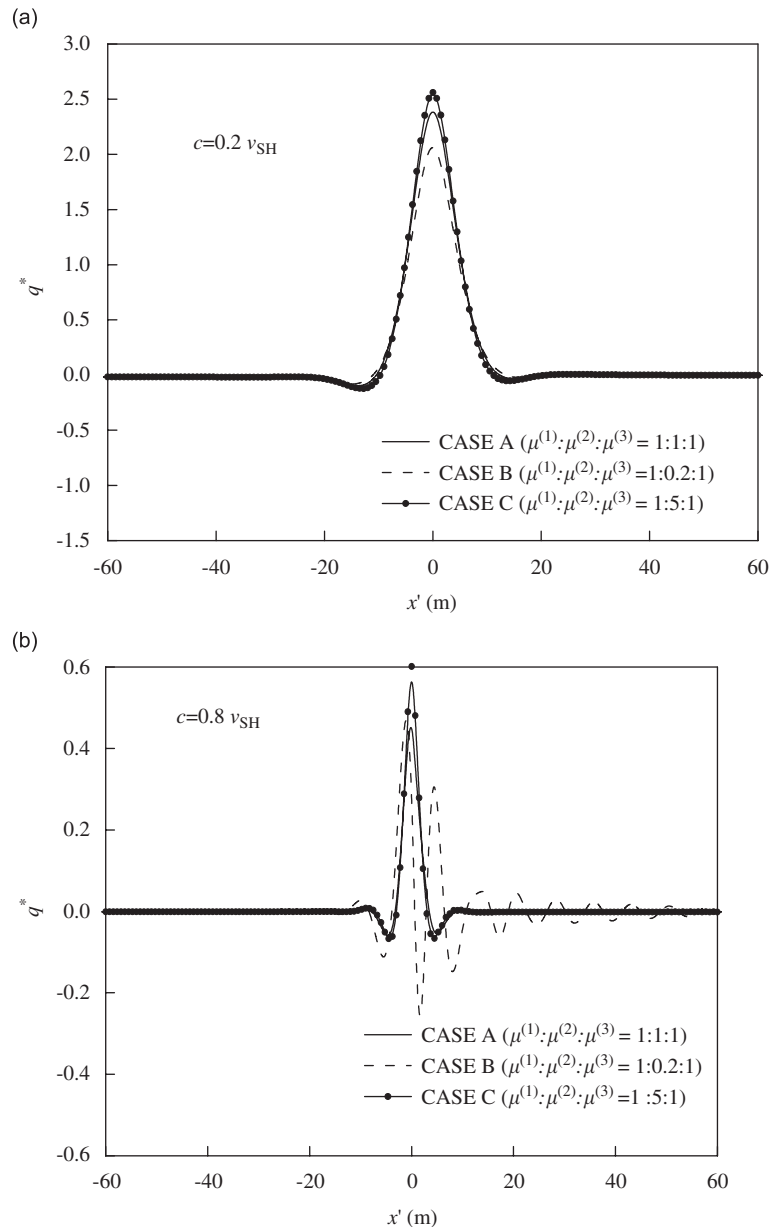 (a)
3.0
2.5
2.0
1.5
1.0
0.5
0.0
-0.5
-1.0
-1.5
q*
c=0.2 vSH
CASE A (μ(1):μ(2):μ(3) = 1:1:1)
CASE B (μ(1):μ(2):μ(3) =1:0.2:1)
CASE C (μ(1):μ(2):μ(3) = 1:5:1)
-60 -40 -20 0 20 40 60
x' (m)
(b)
0.6
0.4
0.2
0.0
-0.2
-0.4
-0.6
q*
c=0.8 vSH
CASE A (μ(1):μ(2):μ(3) = 1:1:1)
CASE B (μ(1):μ(2):μ(3) = 1:0.2:1)
CASE C (μ(1):μ(2):μ(3) =1 :5:1)
-60 -40 -20 0 20 40 60
x' (m)